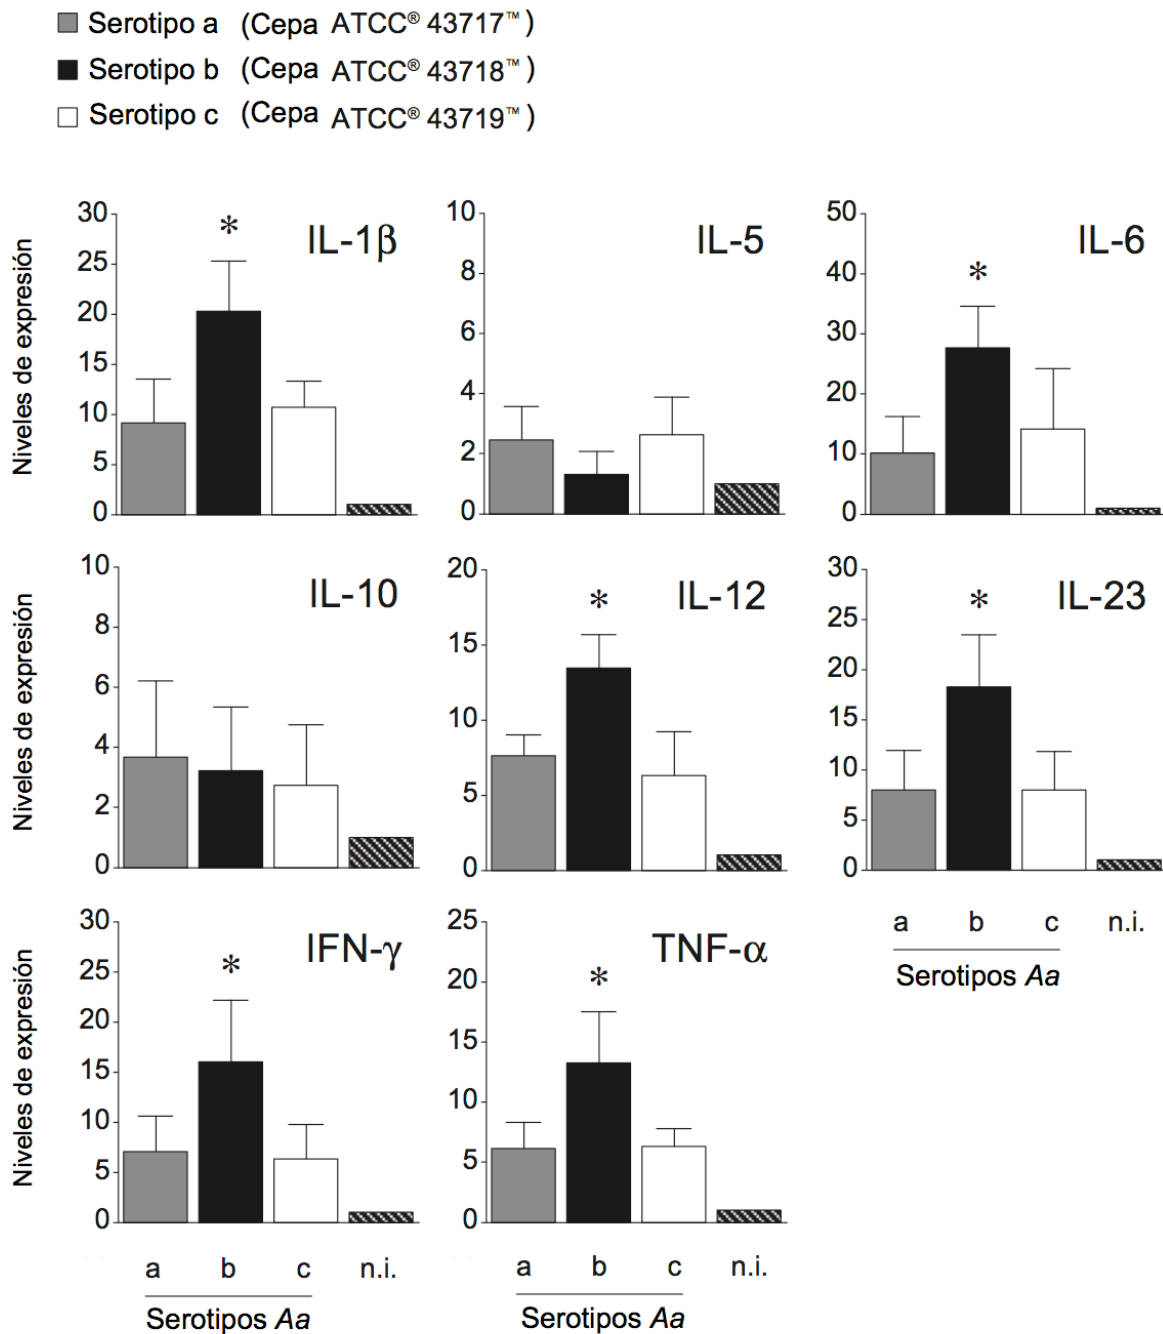 Serotipo a (Cepa ATCC® 43717™)
Serotipo b (Cepa ATCC® 43718™)
Serotipo c (Cepa ATCC® 43719™)
Niveles de expresión
30
25
20
15
10
5
0
*
IL-1β
10
8
6
4
2
0
IL-5
50
40
30
20
10
0
*
IL-6
Niveles de expresión
10
8
6
4
2
0
IL-10
20
15
10
5
0
*
IL-12
30
25
20
15
10
5
0
*
IL-23
a b c n.i.
Serotipos Aa
Niveles de expresión
30
25
20
15
10
5
0
*
IFN-γ
a b c n.i.
Serotipos Aa
25
20
15
10
5
0
*
TNF-α
a b c n.i.
Serotipos Aa